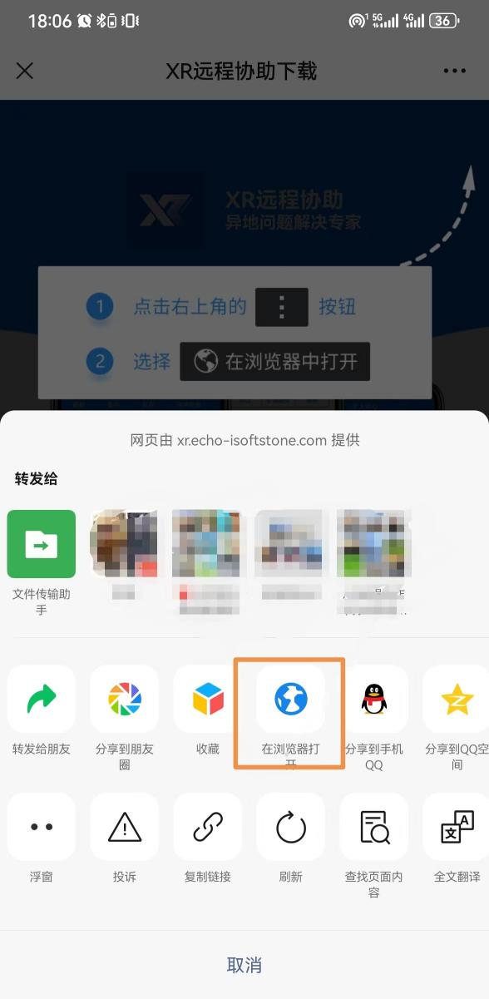 18:06
1 5G 4G 36
XR远程协助下载
XR
XR远程协助
异地问题解决专家
1 点击右上角的 按钮
2 选择 在浏览器中打开
网页由 xr.echo-isoftstone.com 提供
转发给
文件传输助
手
转发给朋友
分享到朋友
圈
收藏
在浏览器打
开
分享到手机
QQ
分享到QQ空
间
浮窗
投诉
复制链接
刷新
查找页面内
容
全文翻译
取消